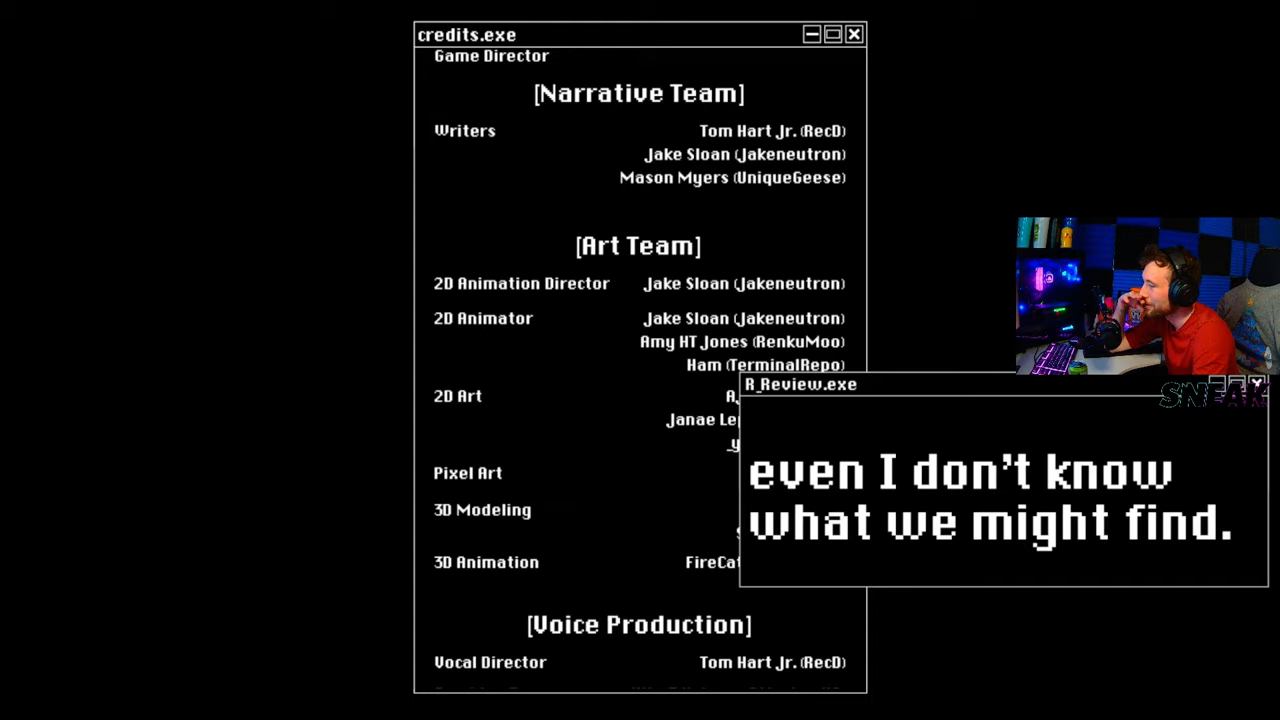 credits.exe
Game Director
[Narrative Team]
Writers Tom Hart Jr. (RecD)
Jake Sloan (Jakeneutron)
Mason Myers (UniqueGeese)
[Art Team]
2D Animation Director Jake Sloan (Jakeneutron)
2D Animator Jake Sloan (Jakeneutron)
Amy HT Jones (RenkuMoo)
Ham (TerminalRepo)
2D Art
Janae
Pixel Art
3D Modeling
3D Animation
[Voice Production]
Vocal Director Tom Hart Jr. (RecD)
R_Review.exe
SNEAK
even I don't know
what we might find.